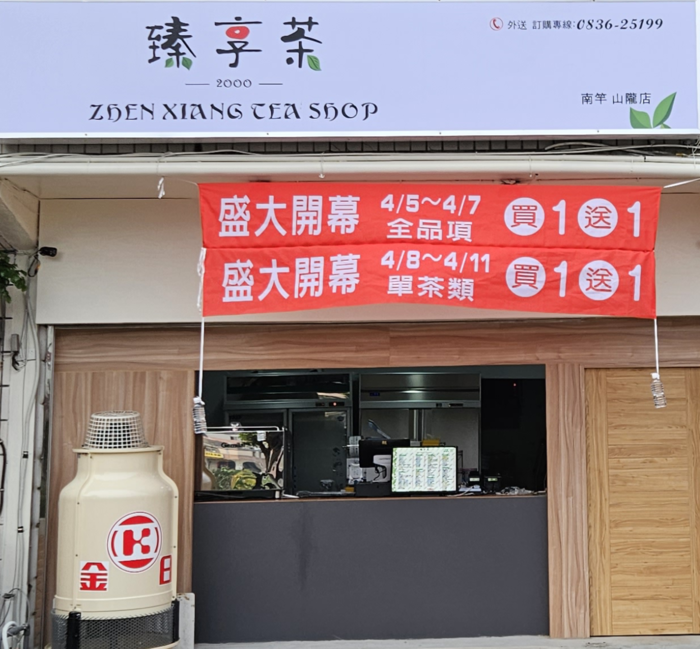 臻享茶
2000
ZHEN XIANG TEA SHOP
外送 訂購專線:0836-25199
南竿 山隴店
盛大開幕 4/5~4/7 全品項 買1送1
盛大開幕 4/8~4/11 單茶類 買1送1
K
金日